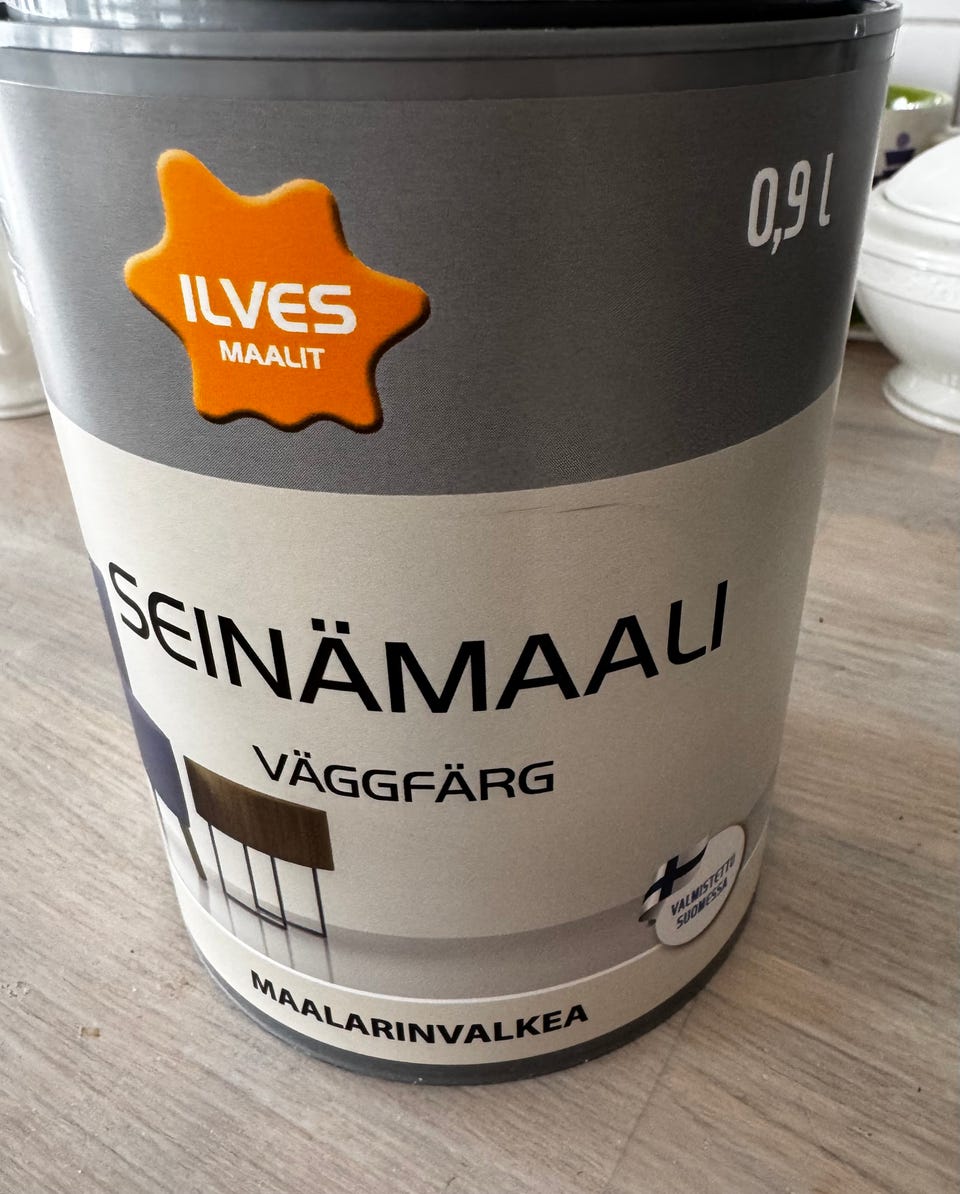 0,9 l
ILVES
MAALIT
SEINÄMAALI
VÄGGFÄRG
VALMISTETTU
SUOMESSA
MAALARINVALKEA